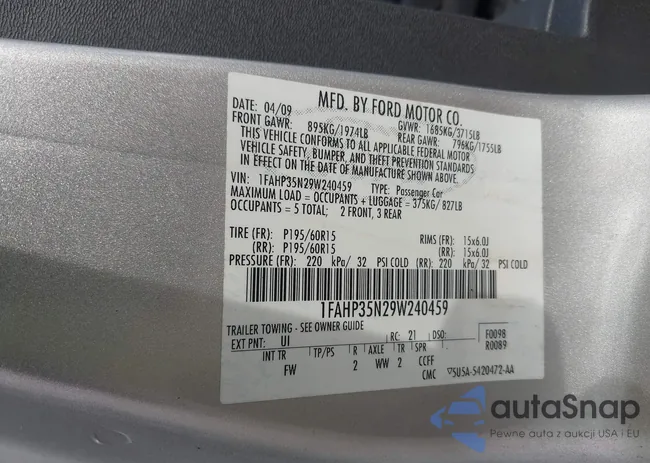 MFD. BY FORD MOTOR CO.
DATE: 04/09 GVWR: 1685KG/3715LB
FRONT GAWR: 895KG/1974LB REAR GAWR: 796KG/1755LB
THIS VEHICLE CONFORMS TO ALL APPLICABLE FEDERAL MOTOR
VEHICLE SAFETY, BUMPER, AND THEFT PREVENTION STANDARDS
IN EFFECT ON THE DATE OF MANUFACTURE SHOWN ABOVE.
VIN: 1FAHP35N29W240459 TYPE: Passenger Car
MAXIMUM LOAD = OCCUPANTS + LUGGAGE = 375KG/ 827LB
OCCUPANTS = 5 TOTAL; 2 FRONT, 3 REAR
TIRE (FR): P195/60R15 RIMS (FR): 15x6.0J
(RR): P195/60R15 (RR): 15x6.0J
PRESSURE (FR): 220 kPa/ 32 PSI COLD (RR): 220 kPa/ 32 PSI COLD
1FAHP35N29W240459
TRAILER TOWING - SEE OWNER GUIDE
EXT PNT: UI RC: 21 DSO: F0098
R0089
INT TR TP/PS R AXLE TR SPR
FW 2 WW 2 CCFF
CMC 5U5A-5420472-AA
autaSnap
Pewne auta z aukcji USA i EU